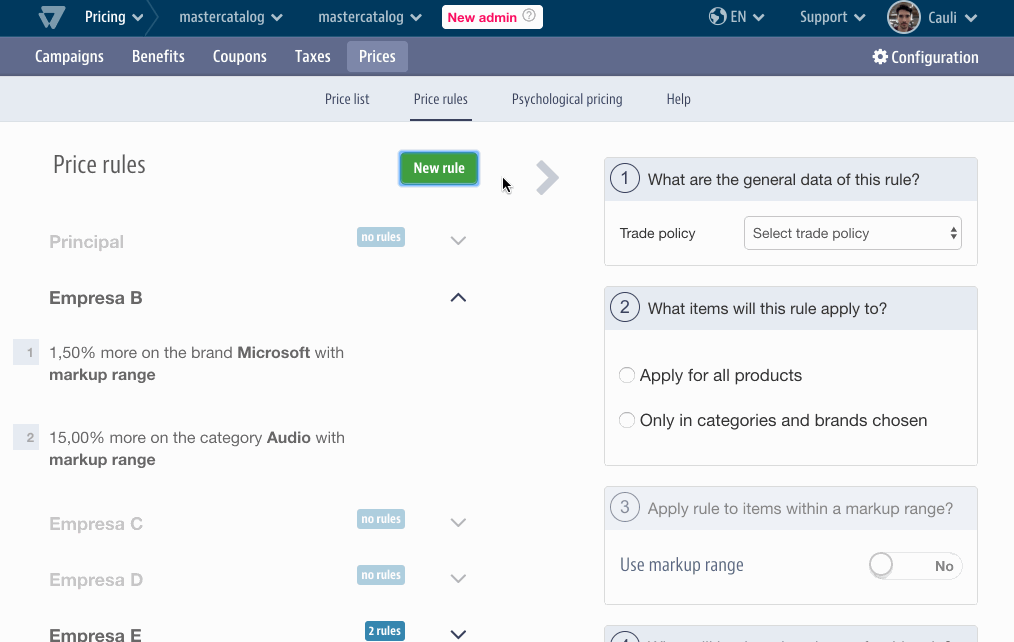 Pricing mastercatalog mastercatalog New admin ? EN Support Cauli
Campaigns Benefits Coupons Taxes Prices Configuration
Price list Price rules Psychological pricing Help
Price rules
New rule
Principal no rules
Empresa B
1 1,50% more on the brand Microsoft with
markup range
2 15,00% more on the category Audio with
markup range
Empresa C no rules
Empresa D no rules
Empresa E 2 rules
1 What are the general data of this rule?
Trade policy Select trade policy
2 What items will this rule apply to?
Apply for all products
Only in categories and brands chosen
3 Apply rule to items within a markup range?
Use markup range No